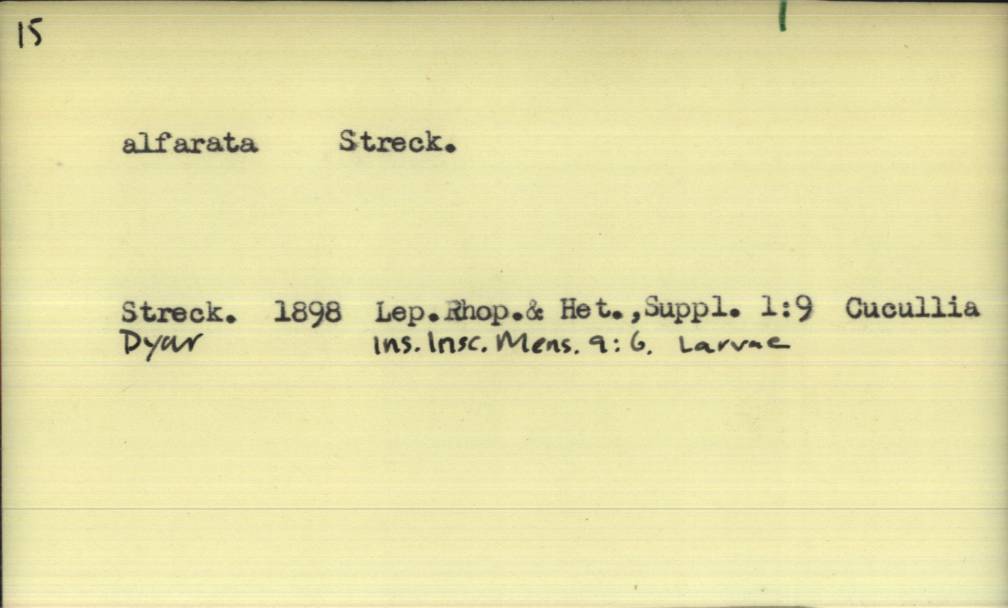 15
alfarata Streck.
Streck. 1898 Lep.Rhop.& Het.,Suppl. 1:9 Cucullia
Dyar Ins. Insc. Mens. 9: 6. Larvae